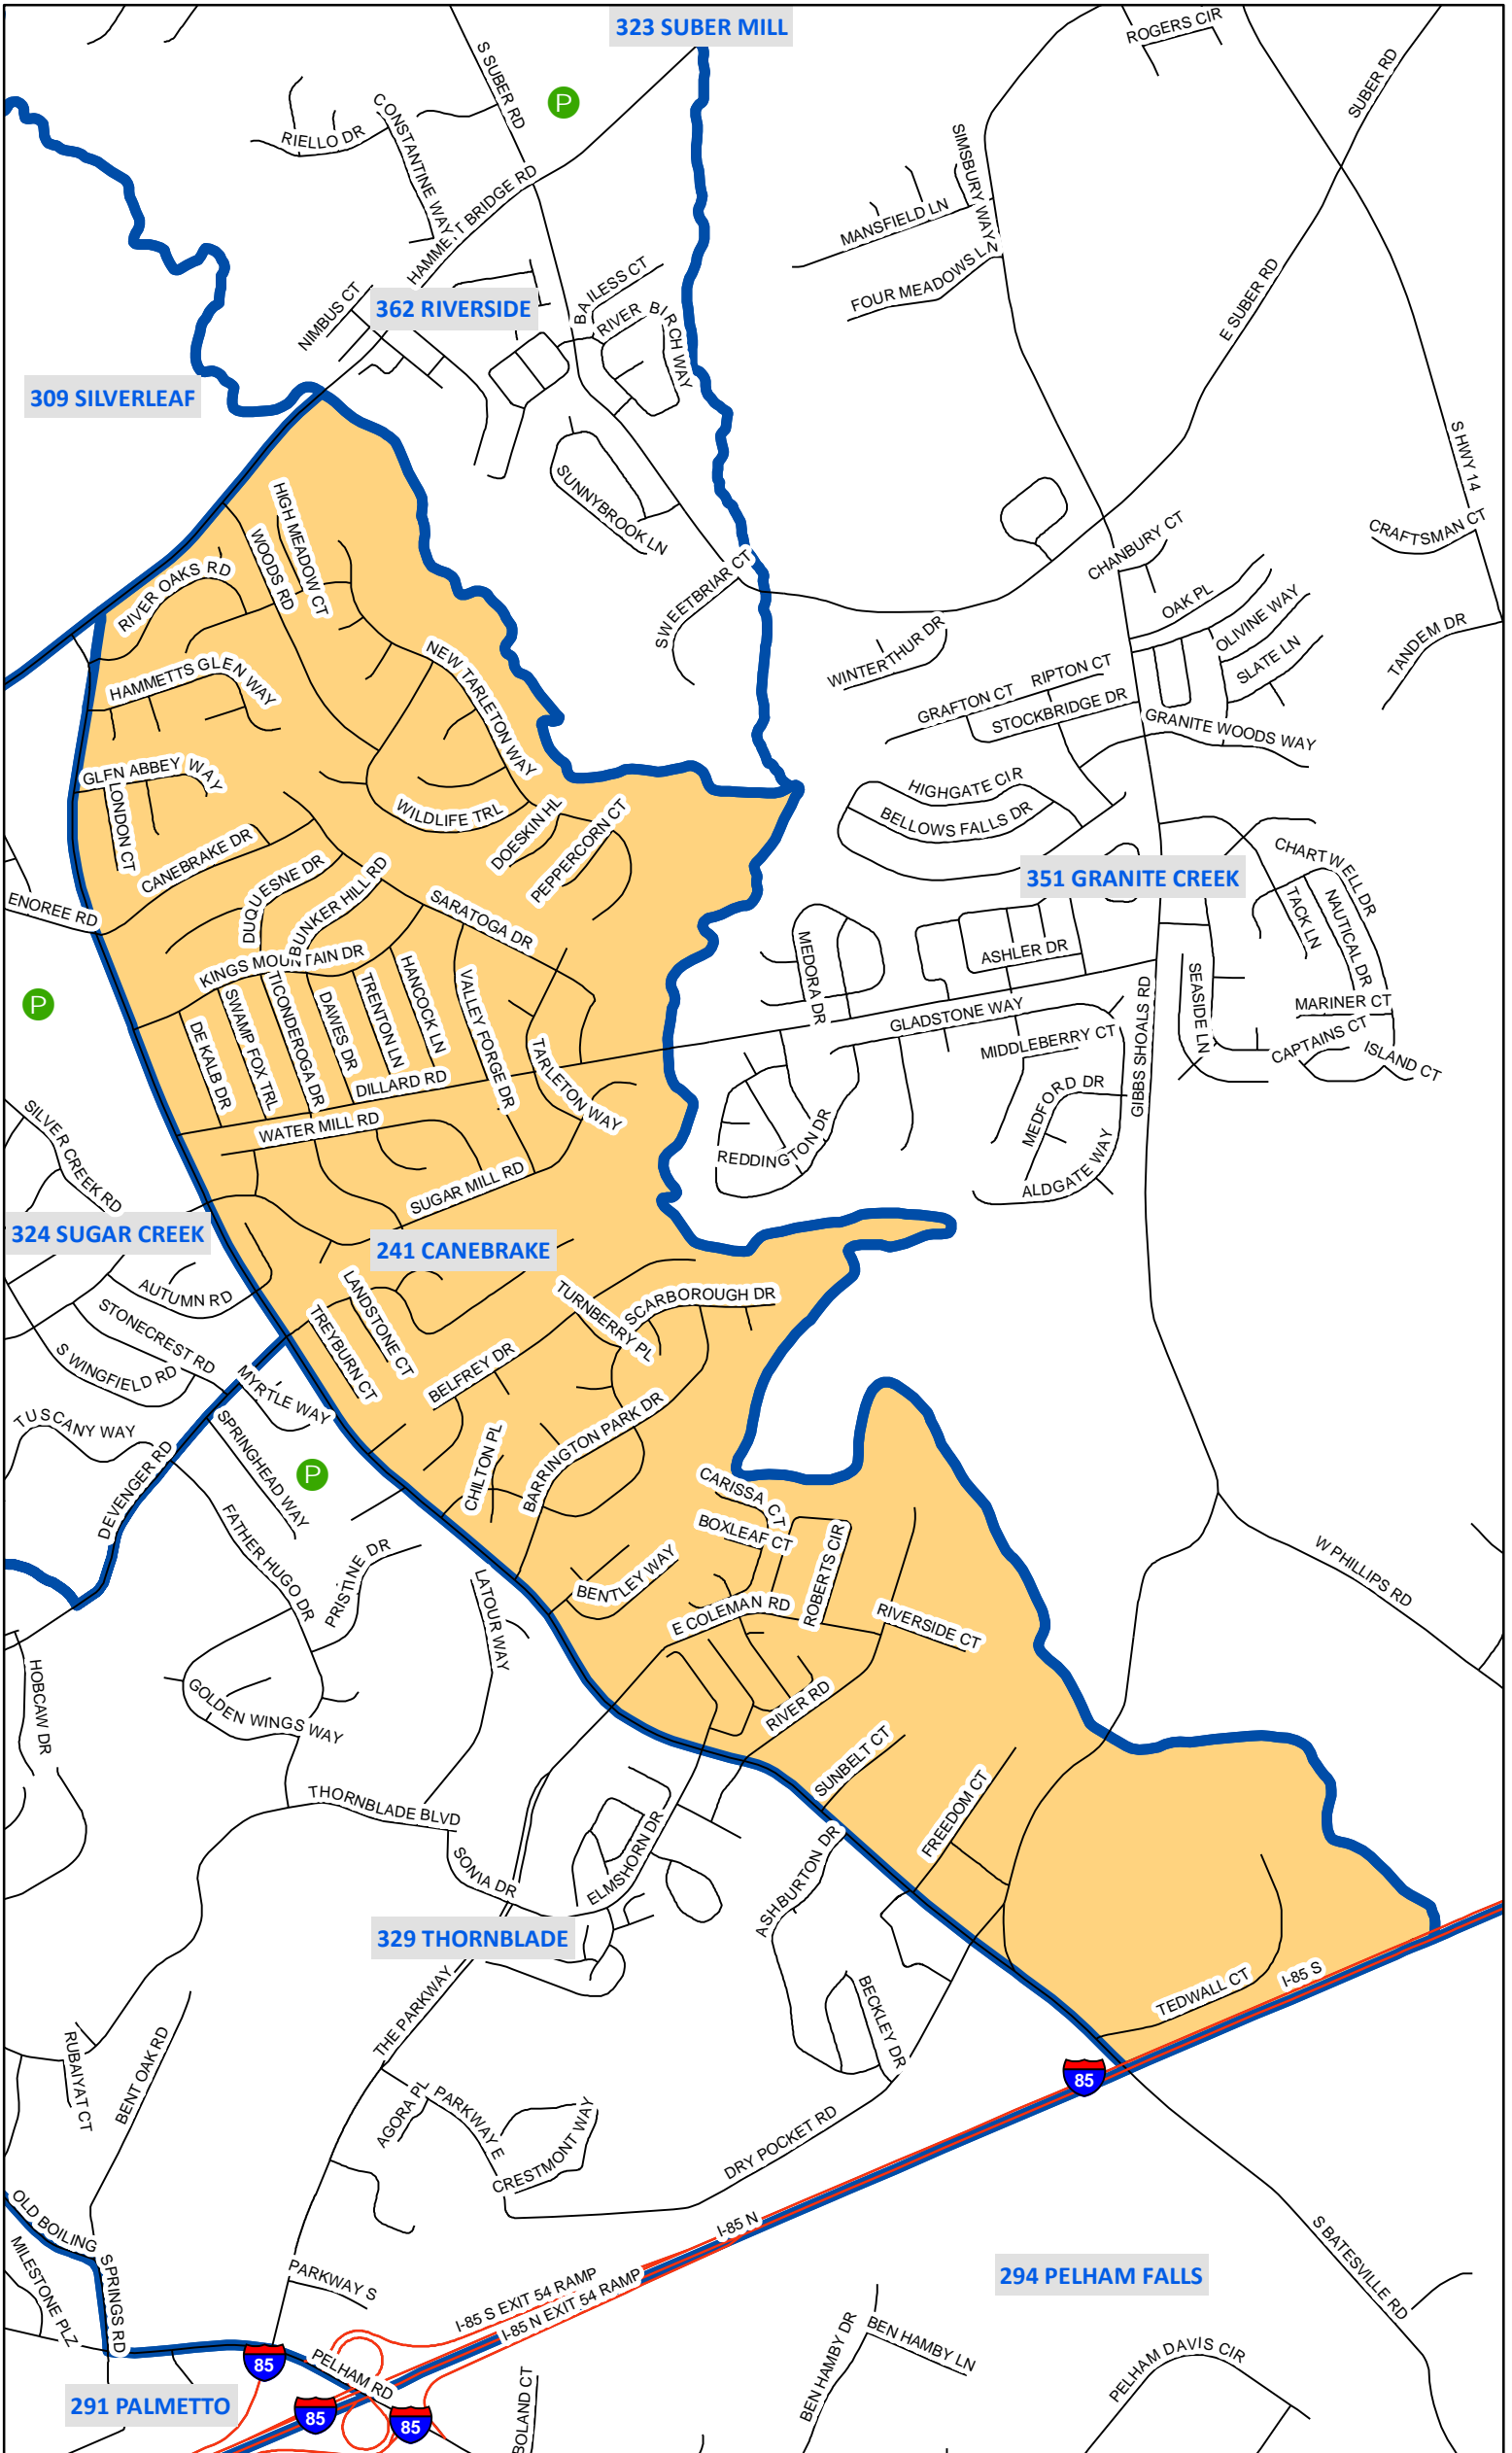 323 SUBER MILL
ROGERS CIR
S SUBER RD
SUBER RD
P
CONSTANTINE WAY
RIELLO DR
SIMSBURY WAY
HAMMETT BRIDGE RD
MANSFIELD LN
FOUR MEADOWS LN
E SUBER RD
BAILESS CT
NIMBUS CT
362 RIVERSIDE
RIVER BIRCH WAY
309 SILVERLEAF
S HWY 14
SUNNYBROOK LN
HIGH MEADOW CT
WOODS RD
CRAFTSMAN CT
CHANBURY CT
RIVER OAKS RD
SWEETBRIAR CT
OAK PL
OLIVINE WAY
WINTERTHUR DR
TANDEM DR
SLATE LN
NEW TARLETON WAY
HAMMETTS GLEN WAY
RIPTON CT
GRAFTON CT
STOCKBRIDGE DR
GRANITE WOODS WAY
GLEN ABBEY WAY
LONDON CT
HIGHGATE CIR
WILDLIFE TRL
BELLOWS FALLS DR
DOESKIN HL
PEPPERCORN CT
CANEBRAKE DR
CHARTWELL DR
351 GRANITE CREEK
DUQUESNE DR
BUNKER HILL RD
ENOREE RD
SARATOGA DR
TACK LN
NAUTICAL DR
KINGS MOUNTAIN DR
MEDORA DR
ASHLER DR
P
SWAMP FOX TRL
TICONDEROGA DR
DAWES DR
TRENTON LN
HANCOCK LN
VALLEY FORGE DR
SEASIDE LN
MARINER CT
DE KALB DR
GLADSTONE WAY
GIBBS SHOALS RD
MIDDLEBERRY CT
CAPTAINS CT
ISLAND CT
TARLETON WAY
DILLARD RD
MEDFORD DR
WATER MILL RD
SILVER CREEK RD
REDDINGTON DR
ALDGATE WAY
SUGAR MILL RD
324 SUGAR CREEK
241 CANEBRAKE
AUTUMN RD
LANDSTONE CT
TURNBERRY PL
SCARBOROUGH DR
STONECREST RD
TREYBURN CT
S WINGFIELD RD
BELFREY DR
MYRTLE WAY
TUSCANY WAY
SPRINGHEAD WAY
BARRINGTON PARK DR
CHILTON PL
P
DEVENGER RD
CARISSA CT
BOXLEAF CT
FATHER HUGO DR
PRISTINE DR
ROBERTS CIR
W PHILLIPS RD
BENTLEY WAY
LATOUR WAY
E COLEMAN RD
RIVERSIDE CT
HOBCAW DR
GOLDEN WINGS WAY
RIVER RD
SUNBELT CT
THORNBLADE BLVD
FREEDOM CT
SONIA DR
ELMSHORN DR
ASHBURTON DR
329 THORNBLADE
I-85 S
TEDWALL CT
THE PARKWAY
BECKLEY DR
RUBAIYAT CT
BENT OAK RD
85
AGORA PL
PARKWAY E
CRESTMONT WAY
DRY POCKET RD
OLD BOILING SPRINGS RD
I-85 N
S BATESVILLE RD
MILESTONE PLZ
PARKWAY S
294 PELHAM FALLS
I-85 S EXIT 54 RAMP
I-85 N EXIT 54 RAMP
BEN HAMBY DR
BEN HAMBY LN
PELHAM DAVIS CIR
85
PELHAM RD
291 PALMETTO
85
85
BOLAND CT